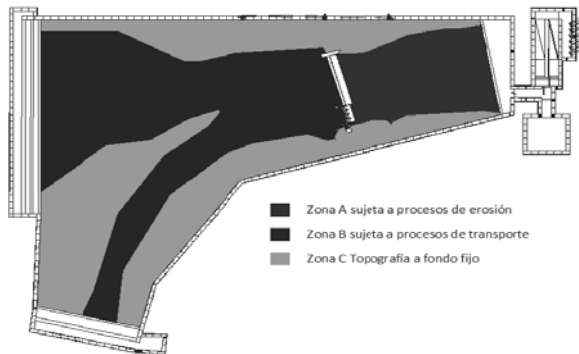 Zona A sujeta a procesos de erosión
Zona B sujeta a procesos de transporte
Zona C Topografía a fondo fijo